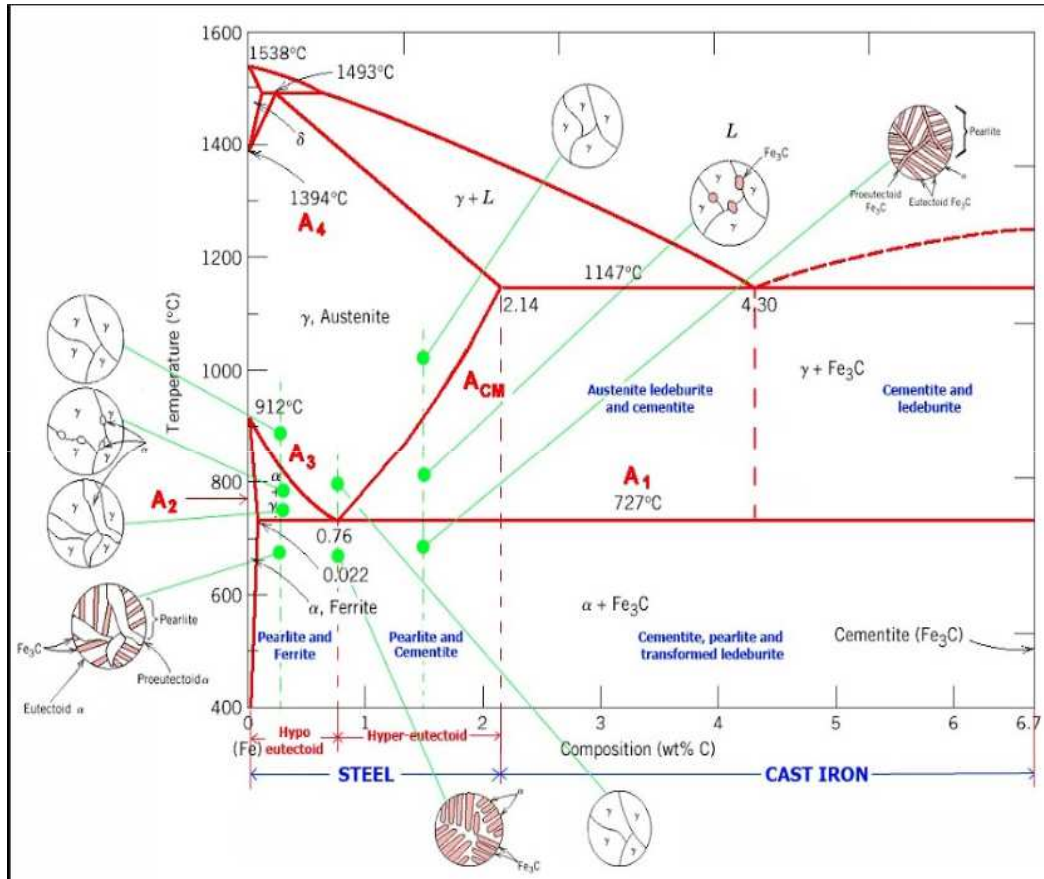 1600
1538°C
1493°C
δ
1400
1394°C
A4
γ + L
L
γ
γ
γ
γ
Fe3C
γ
γ
γ
γ
Pearlite
Proeutectoid
Fe3C
α
Eutectoid Fe3C
1200
1147°C
2.14
4.30
γ, Austenite
Temperature (°C)
1000
ACM
Austenite ledeburite
and cementite
γ + Fe3C
Cementite and
ledeburite
912°C
A3
γ
γ
γ
γ
γ
γ
γ
γ
α
γ
γ
γ
γ
800
α
+
γ
A2
A1
727°C
0.76
0.022
600
α, Ferrite
α + Fe3C
Pearlite and
Ferrite
Pearlite and
Cementite
Cementite, pearlite and
transformed ledeburite
Cementite (Fe3C)
Pearlite
Fe3C
Proeutectoid α
Eutectoid α
400
0
1
2
3
4
5
6
6.7
(Fe)
Hypo
eutectoid
Hyper-eutectoid
Composition (wt% C)
STEEL
CAST IRON
α
Fe3C
γ
γ
γ
γ